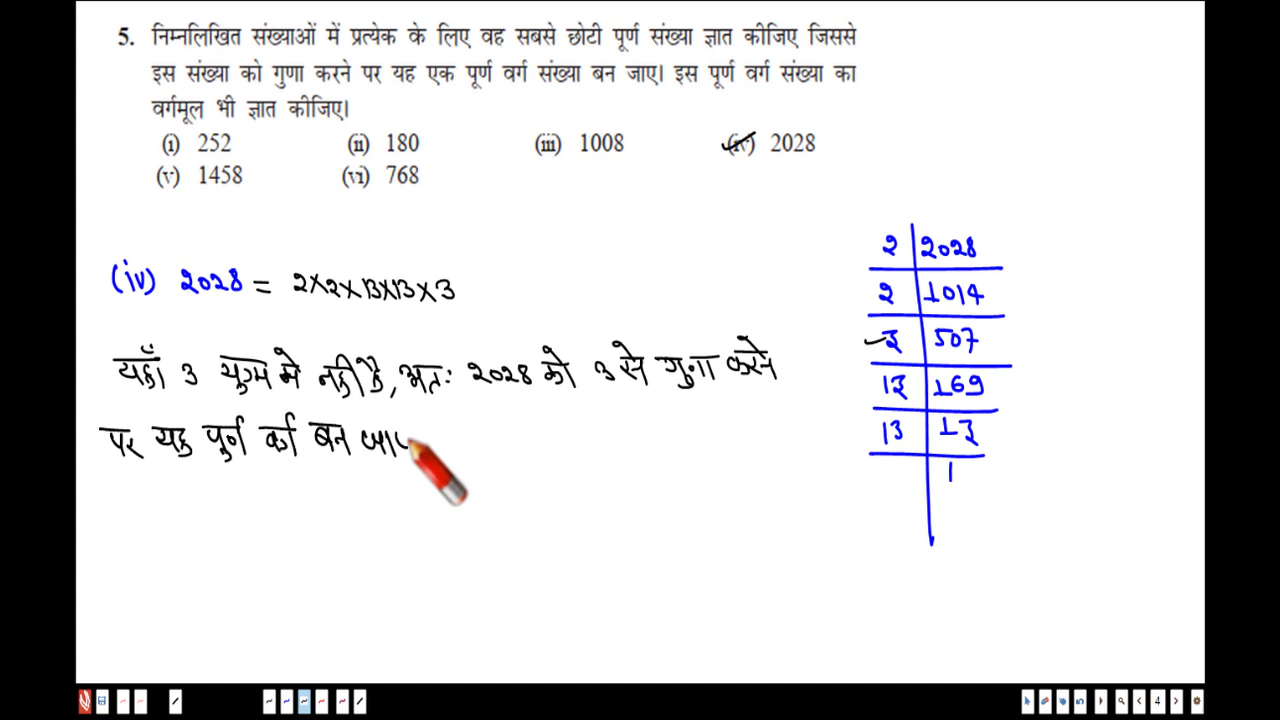 5. निम्नलिखित संख्याओं में प्रत्येक के लिए वह सबसे छोटी पूर्ण संख्या ज्ञात कीजिए जिससे
इस संख्या को गुणा करने पर यह एक पूर्ण वर्ग संख्या बन जाए। इस पूर्ण वर्ग संख्या का
वर्गमूल भी ज्ञात कीजिए।
(i) 252 (ii) 180 (iii) 1008 (iv) 2028
(v) 1458 (vi) 768
2 2028
2 1014
3 507
13 169
13 13
1
(iv) 2028 = 2×2×13×13×3
यहाँ 3 युग्म मे नही है, अतः 2028 को 3 से गुना करने
पर यह पूर्न वर्ग बन जाए
4